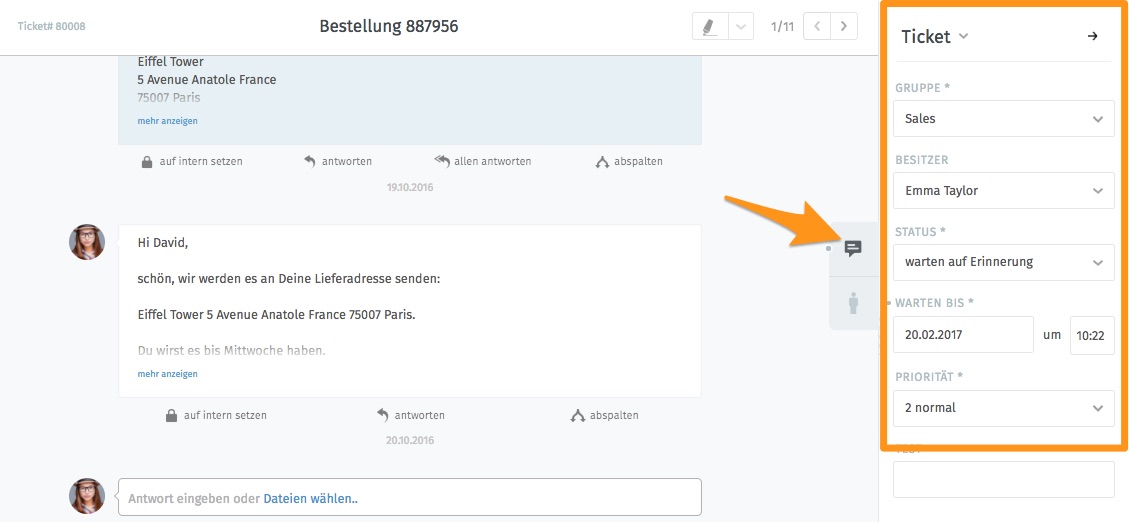 Ticket# 80008
Bestellung 887956
1/11
Eiffel Tower
5 Avenue Anatole France
75007 Paris
mehr anzeigen
auf intern setzen antworten allen antworten abspalten
19.10.2016
Hi David,
schön, wir werden es an Deine Lieferadresse senden:
Eiffel Tower 5 Avenue Anatole France 75007 Paris.
Du wirst es bis Mittwoche haben.
mehr anzeigen
auf intern setzen antworten abspalten
20.10.2016
Antwort eingeben oder Dateien wählen..
Ticket
GRUPPE *
Sales
BESITZER
Emma Taylor
STATUS *
warten auf Erinnerung
WARTEN BIS *
20.02.2017 um 10:22
PRIORITÄT *
2 normal